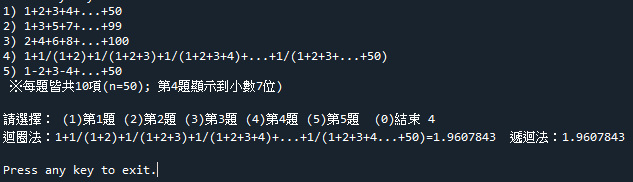 1) 1+2+3+4+...+50
2) 1+3+5+7+...+99
3) 2+4+6+8+...+100
4) 1+1/(1+2)+1/(1+2+3)+1/(1+2+3+4)+...+1/(1+2+3+...+50)
5) 1-2+3-4+...+50
※每題皆共10項(n=50); 第4題顯示到小數7位)
請選擇: (1)第1題 (2)第2題 (3)第3題 (4)第4題 (5)第5題 (0)結束 4
迴圈法:1+1/(1+2)+1/(1+2+3)+1/(1+2+3+4)+...+1/(1+2+3+4...+50)=1.9607843 遞迴法:1.9607843
Press any key to exit.